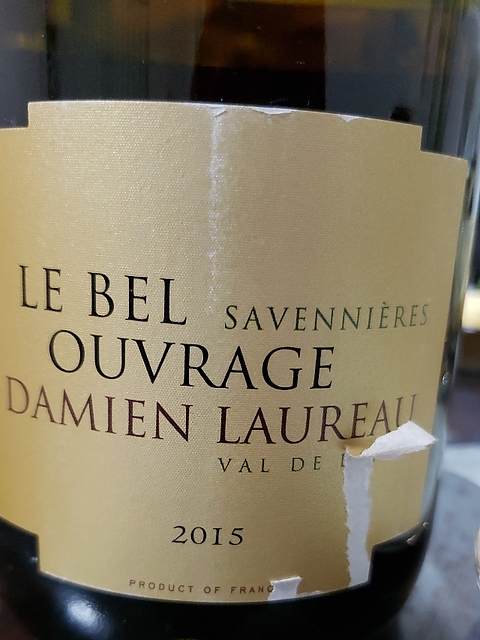 LE BEL SAVENNIÈRES
OUVRAGE
DAMIEN LAUREAU
VAL DE
2015
PRODUCT OF